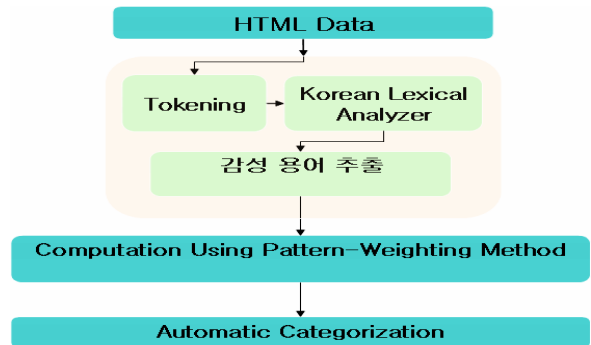 HTML Data
Tokening
Korean Lexical
Analyzer
감성 용어 추출
Computation Using Pattern-Weighting Method
Automatic Categorization